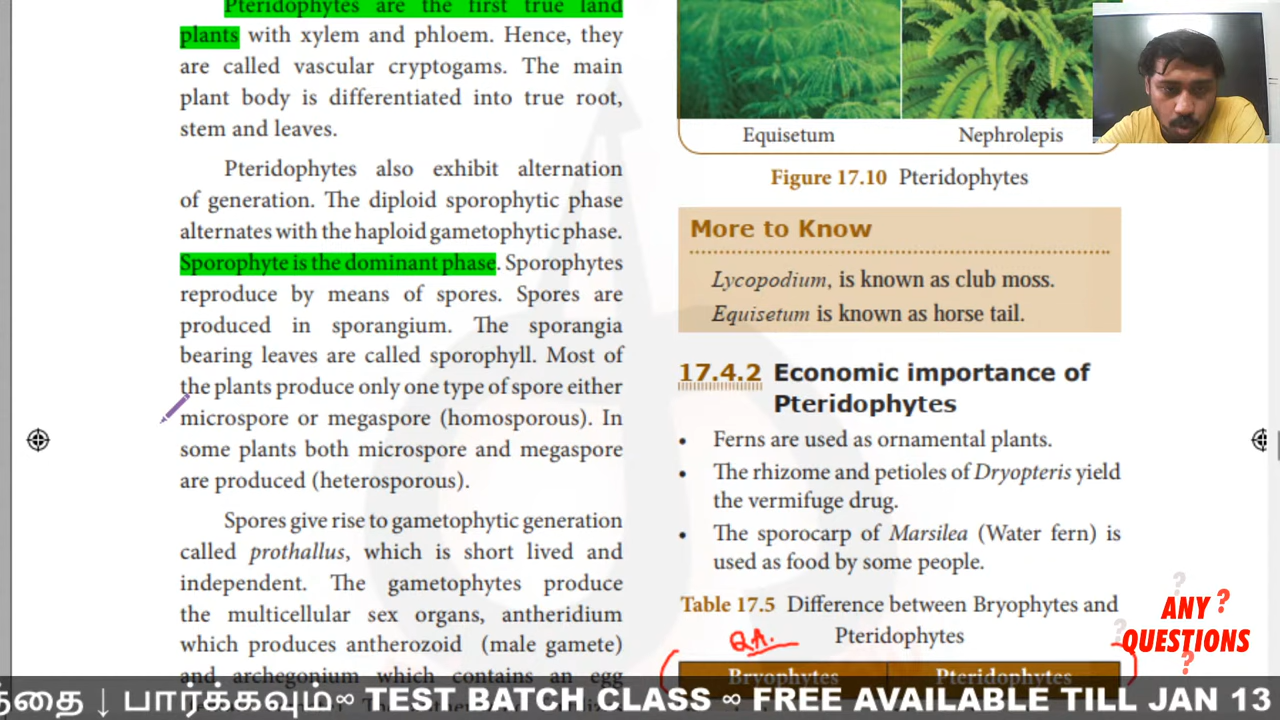 Pteridophytes are the first true land
plants with xylem and phloem. Hence, they
are called vascular cryptogams. The main
plant body is differentiated into true root,
stem and leaves.
Pteridophytes also exhibit alternation
of generation. The diploid sporophytic phase
alternates with the haploid gametophytic phase.
Sporophyte is the dominant phase. Sporophytes
reproduce by means of spores. Spores are
produced in sporangium. The sporangia
bearing leaves are called sporophyll. Most of
the plants produce only one type of spore either
microspore or megaspore (homosporous). In
some plants both microspore and megaspore
are produced (heterosporous).
Spores give rise to gametophytic generation
called prothallus, which is short lived and
independent. The gametophytes produce
the multicellular sex organs, antheridium
which produces antherozoid (male gamete)
and archegonium which contains an egg
Equisetum Nephrolepis
Figure 17.10 Pteridophytes
More to Know
Lycopodium, is known as club moss.
Equisetum is known as horse tail.
17.4.2 Economic importance of
Pteridophytes
• Ferns are used as ornamental plants.
• The rhizome and petioles of Dryopteris yield
the vermifuge drug.
• The sporocarp of Marsilea (Water fern) is
used as food by some people.
Table 17.5 Difference between Bryophytes and
Pteridophytes
Bryophytes Pteridophytes
ANY ?
QUESTIONS
பார்க்கவும் ∞ TEST BATCH CLASS ∞ FREE AVAILABLE TILL JAN 13